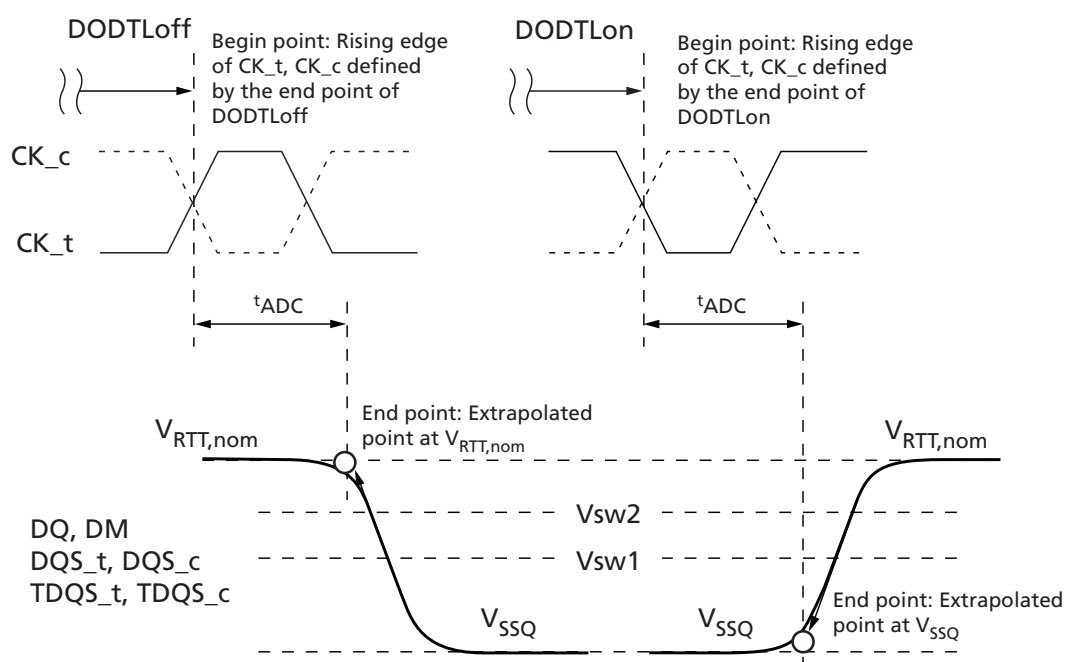 DODTLoff
Begin point: Rising edge
of CK_t, CK_c defined
by the end point of
DODTLoff
DODTLon
Begin point: Rising edge
of CK_t, CK_c defined
by the end point of
DODTLon
CK_c
CK_t
tADC
tADC
End point: Extrapolated
point at VRTT,nom
VRTT,nom
VRTT,nom
Vsw2
DQ, DM
DQS_t, DQS_c
TDQS_t, TDQS_c
Vsw1
VSSQ
VSSQ
End point: Extrapolated
point at VSSQ